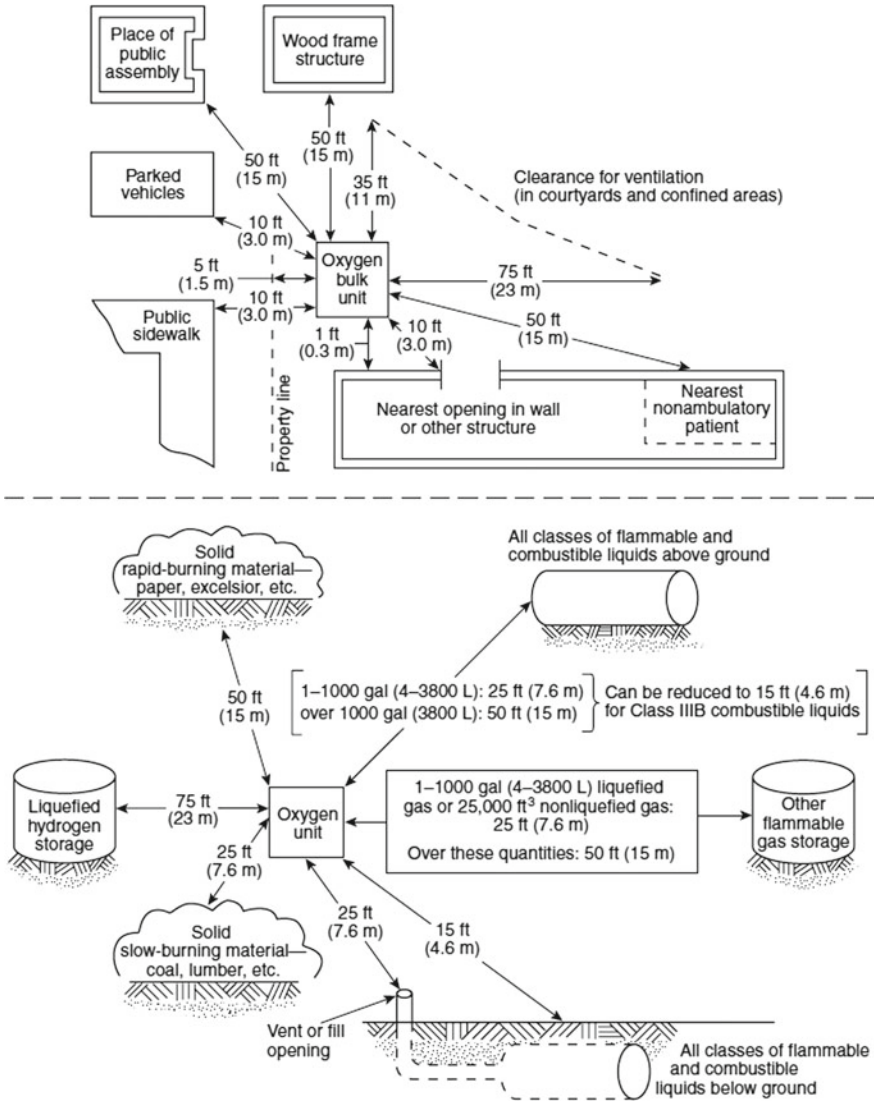 Place of
public
assembly
Wood frame
structure
50 ft
(15 m)
50 ft
(15 m)
35 ft
(11 m)
Clearance for ventilation
(in courtyards and confined areas)
Parked
vehicles
10 ft
(3.0 m)
5 ft
(1.5 m)
Oxygen
bulk
unit
75 ft
(23 m)
10 ft
(3.0 m)
Public
sidewalk
1 ft
(0.3 m)
10 ft
(3.0 m)
50 ft
(15 m)
Property line
Nearest opening in wall
or other structure
Nearest
nonambulatory
patient
Solid
rapid-burning material—
paper, excelsior, etc.
All classes of flammable and
combustible liquids above ground
50 ft
(15 m)
1–1000 gal (4–3800 L): 25 ft (7.6 m)
over 1000 gal (3800 L): 50 ft (15 m)
Can be reduced to 15 ft (4.6 m)
for Class IIIB combustible liquids
Liquefied
hydrogen
storage
75 ft
(23 m)
Oxygen
unit
1–1000 gal (4–3800 L) liquefied
gas or 25,000 ft³ nonliquefied gas:
25 ft (7.6 m)
Over these quantities: 50 ft (15 m)
Other
flammable
gas storage
25 ft
(7.6 m)
Solid
slow-burning material—
coal, lumber, etc.
25 ft
(7.6 m)
15 ft
(4.6 m)
Vent or fill
opening
All classes of flammable
and combustible
liquids below ground